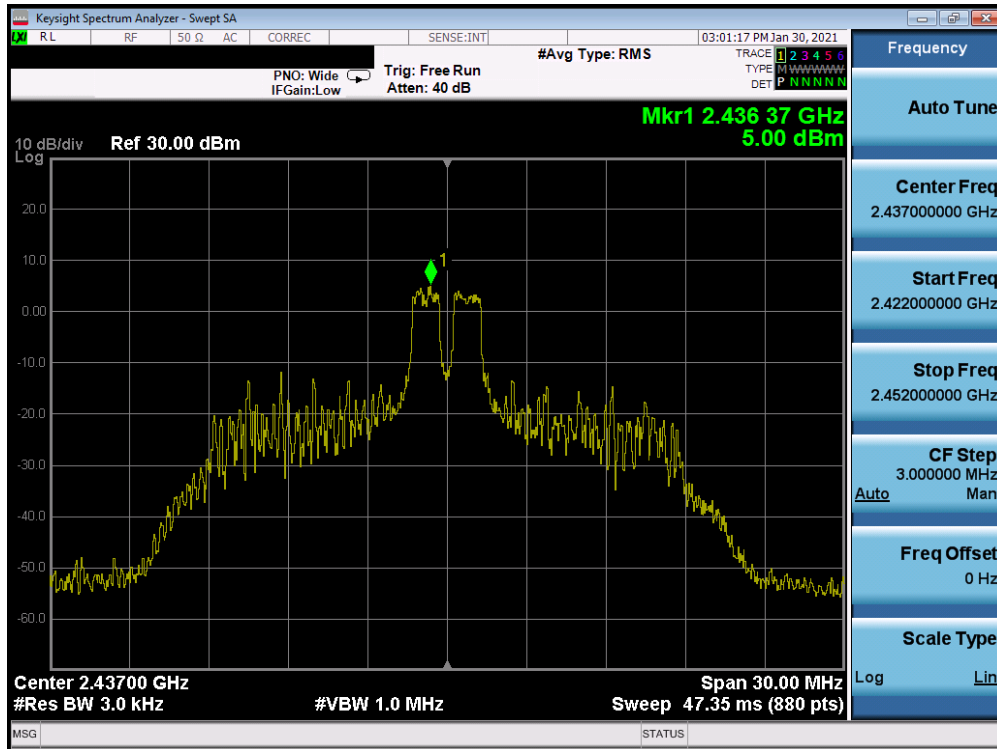 Keysight Spectrum Analyzer - Swept SA
LXI RL RF 50 Ω AC CORREC SENSE:INT 03:01:17 PM Jan 30, 2021
#Avg Type: RMS TRACE 1 2 3 4 5 6
PNO: Wide Trig: Free Run TYPE M WWWWW
IFGain:Low Atten: 40 dB DET P N N N N N
Mkr1 2.436 37 GHz
5.00 dBm
10 dB/div Ref 30.00 dBm
Log
1
20.0
10.0
0.00
-10.0
-20.0
-30.0
-40.0
-50.0
-60.0
Center 2.43700 GHz Span 30.00 MHz
#Res BW 3.0 kHz #VBW 1.0 MHz Sweep 47.35 ms (880 pts)
MSG STATUS
Frequency
Auto Tune
Center Freq
2.437000000 GHz
Start Freq
2.422000000 GHz
Stop Freq
2.452000000 GHz
CF Step
3.000000 MHz
Auto Man
Freq Offset
0 Hz
Scale Type
Log Lin